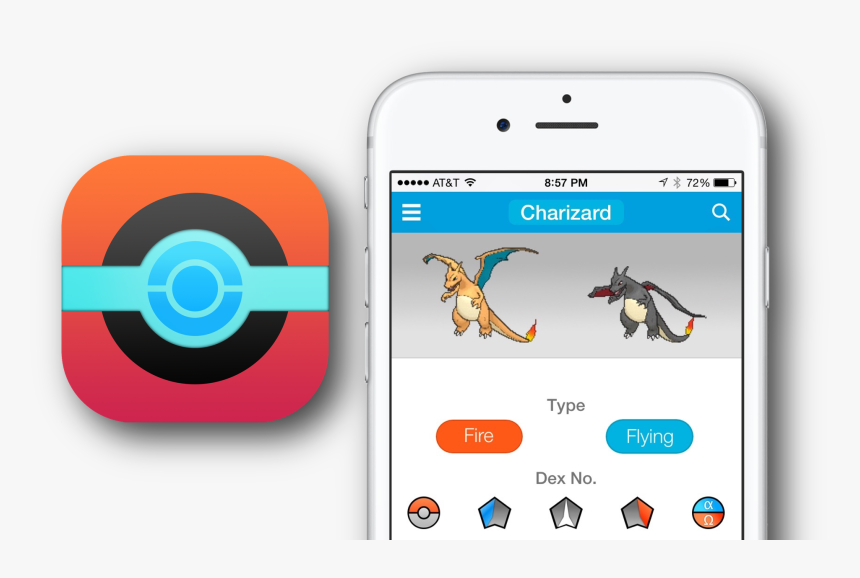 AT&T 8:57 PM 72%
Charizard
Type
Fire Flying
Dex No.
α
Ω